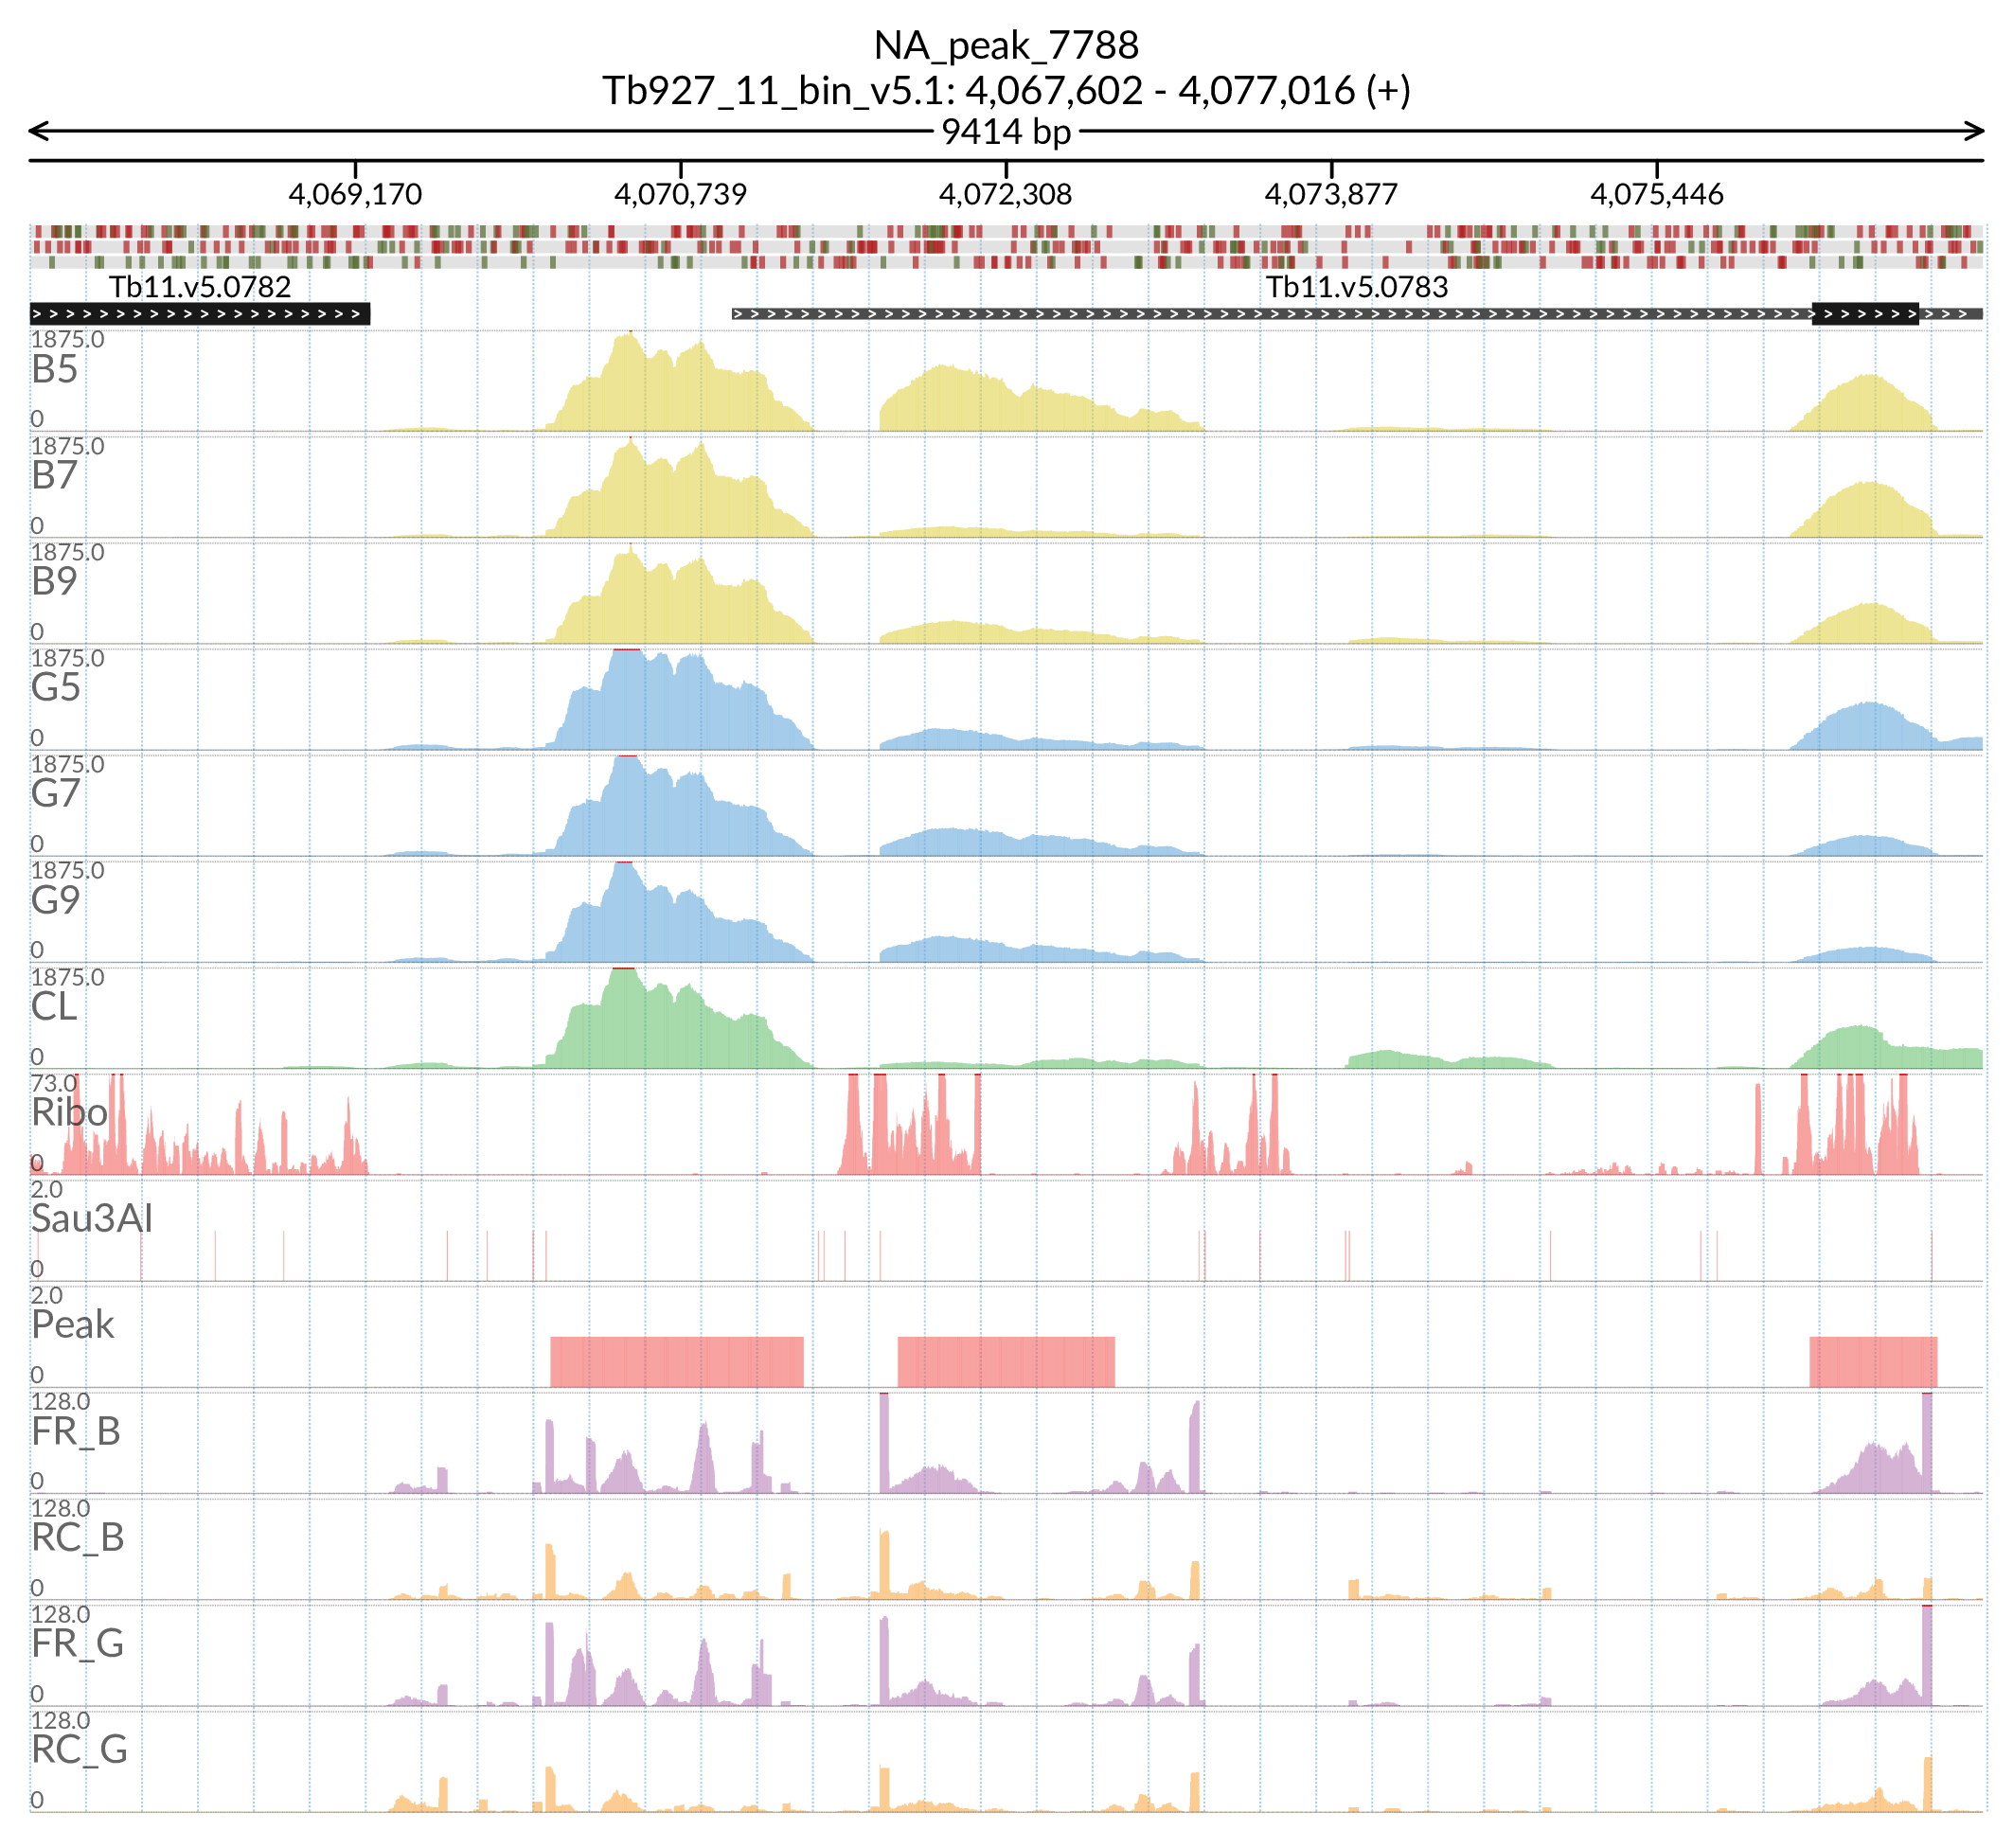 NA_peak_7788
Tb927_11_bin_v5.1: 4,067,602 - 4,077,016 (+)
9414 bp
4,069,170 4,070,739 4,072,308 4,073,877 4,075,446
Tb11.v5.0782 Tb11.v5.0783
1875.0
B5
0
1875.0
B7
0
1875.0
B9
0
1875.0
G5
0
1875.0
G7
0
1875.0
G9
0
1875.0
CL
0
73.0
Ribo
0
2.0
Sau3AI
0
2.0
Peak
0
128.0
FR_B
0
128.0
RC_B
0
128.0
FR_G
0
128.0
RC_G
0